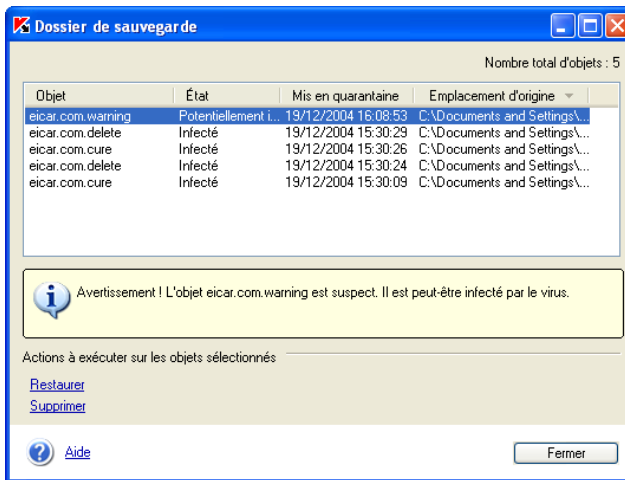 Dossier de sauvegarde
Nombre total d'objets : 5
Objet État Mis en quarantaine Emplacement d'origine
eicar.com.warning Potentiellement i... 19/12/2004 16:08:53 C:\Documents and Settings\...
eicar.com.delete Infecté 19/12/2004 15:30:29 C:\Documents and Settings\...
eicar.com.cure Infecté 19/12/2004 15:30:26 C:\Documents and Settings\...
eicar.com.delete Infecté 19/12/2004 15:30:24 C:\Documents and Settings\...
eicar.com.cure Infecté 19/12/2004 15:30:09 C:\Documents and Settings\...
Avertissement ! L'objet eicar.com.warning est suspect. Il est peut-être infecté par le virus.
Actions à exécuter sur les objets sélectionnés
Restaurer
Supprimer
Aide
Fermer